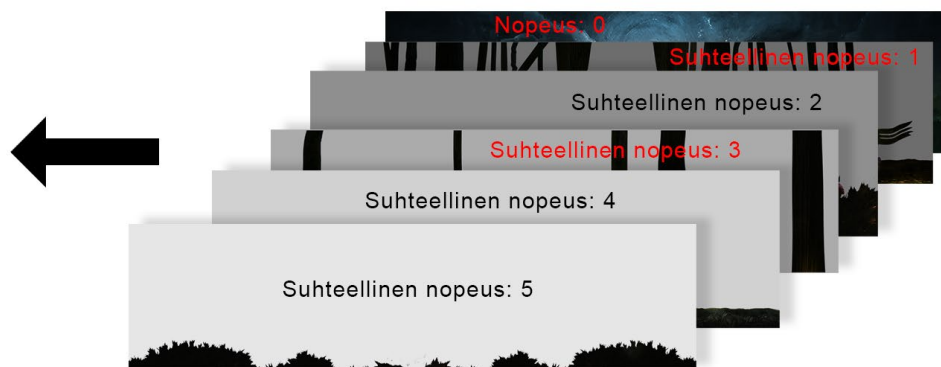 Nopeus: 0
Suhteellinen nopeus: 1
Suhteellinen nopeus: 2
Suhteellinen nopeus: 3
Suhteellinen nopeus: 4
Suhteellinen nopeus: 5